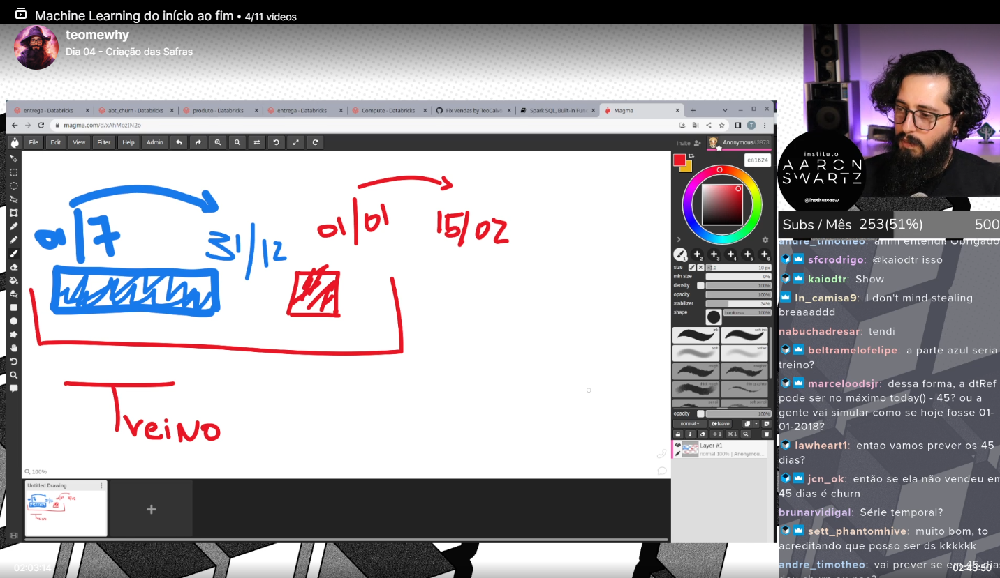 Machine Learning do início ao fim • 4/11 vídeos
teomewhy
Dia 04 - Criação das Safras
entrega - Databricks
abt_churn - Databricks
produto - Databricks
entrega - Databricks
Compute - Databricks
Fix vendas by TeoCalvo
Spark SQL, Built-in Fun
Magma
magma.com/d/xAhMozIN2o
File
Edit
View
Filter
Help
Admin
Invite
Anonymous#3973
ea1624
01/7
31/12
01/01
15/02
Treino
size
1.0
10 px
min size
0%
density
100%
opacity
100%
stabilizer
34%
shape
hardness
100%
opacity
100%
normal
leave
Layer #1
normal 100% | Anonymou...
100%
Untitled Drawing
instituto
AARON
SWARTZ
@institutoasw
Subs / Mês 253(51%) 500
andre_timotheo: ahhh entendi! Obrigado
sfcrodrigo: @kaiodtr isso
kaiodtr: Show
ln_camisa9: I don't mind stealing
breaaaddd
nabuchadresar: tendi
beltramelofelipe: a parte azul seria
treino?
marceloodsjr: dessa forma, a dtRef
pode ser no máximo today() - 45? ou a
gente vai simular como se hoje fosse 01-
01-2018?
lawheart1: entao vamos prever os 45
dias?
jcn_ok: então se ela não vendeu em
45 dias é churn
brunarvidigal: Série temporal?
sett_phantomhive: muito bom, to
acreditando que posso ser ds kkkkkk
andre_timotheo: vai prever se em 45 dias
02:03:14
02:43:50